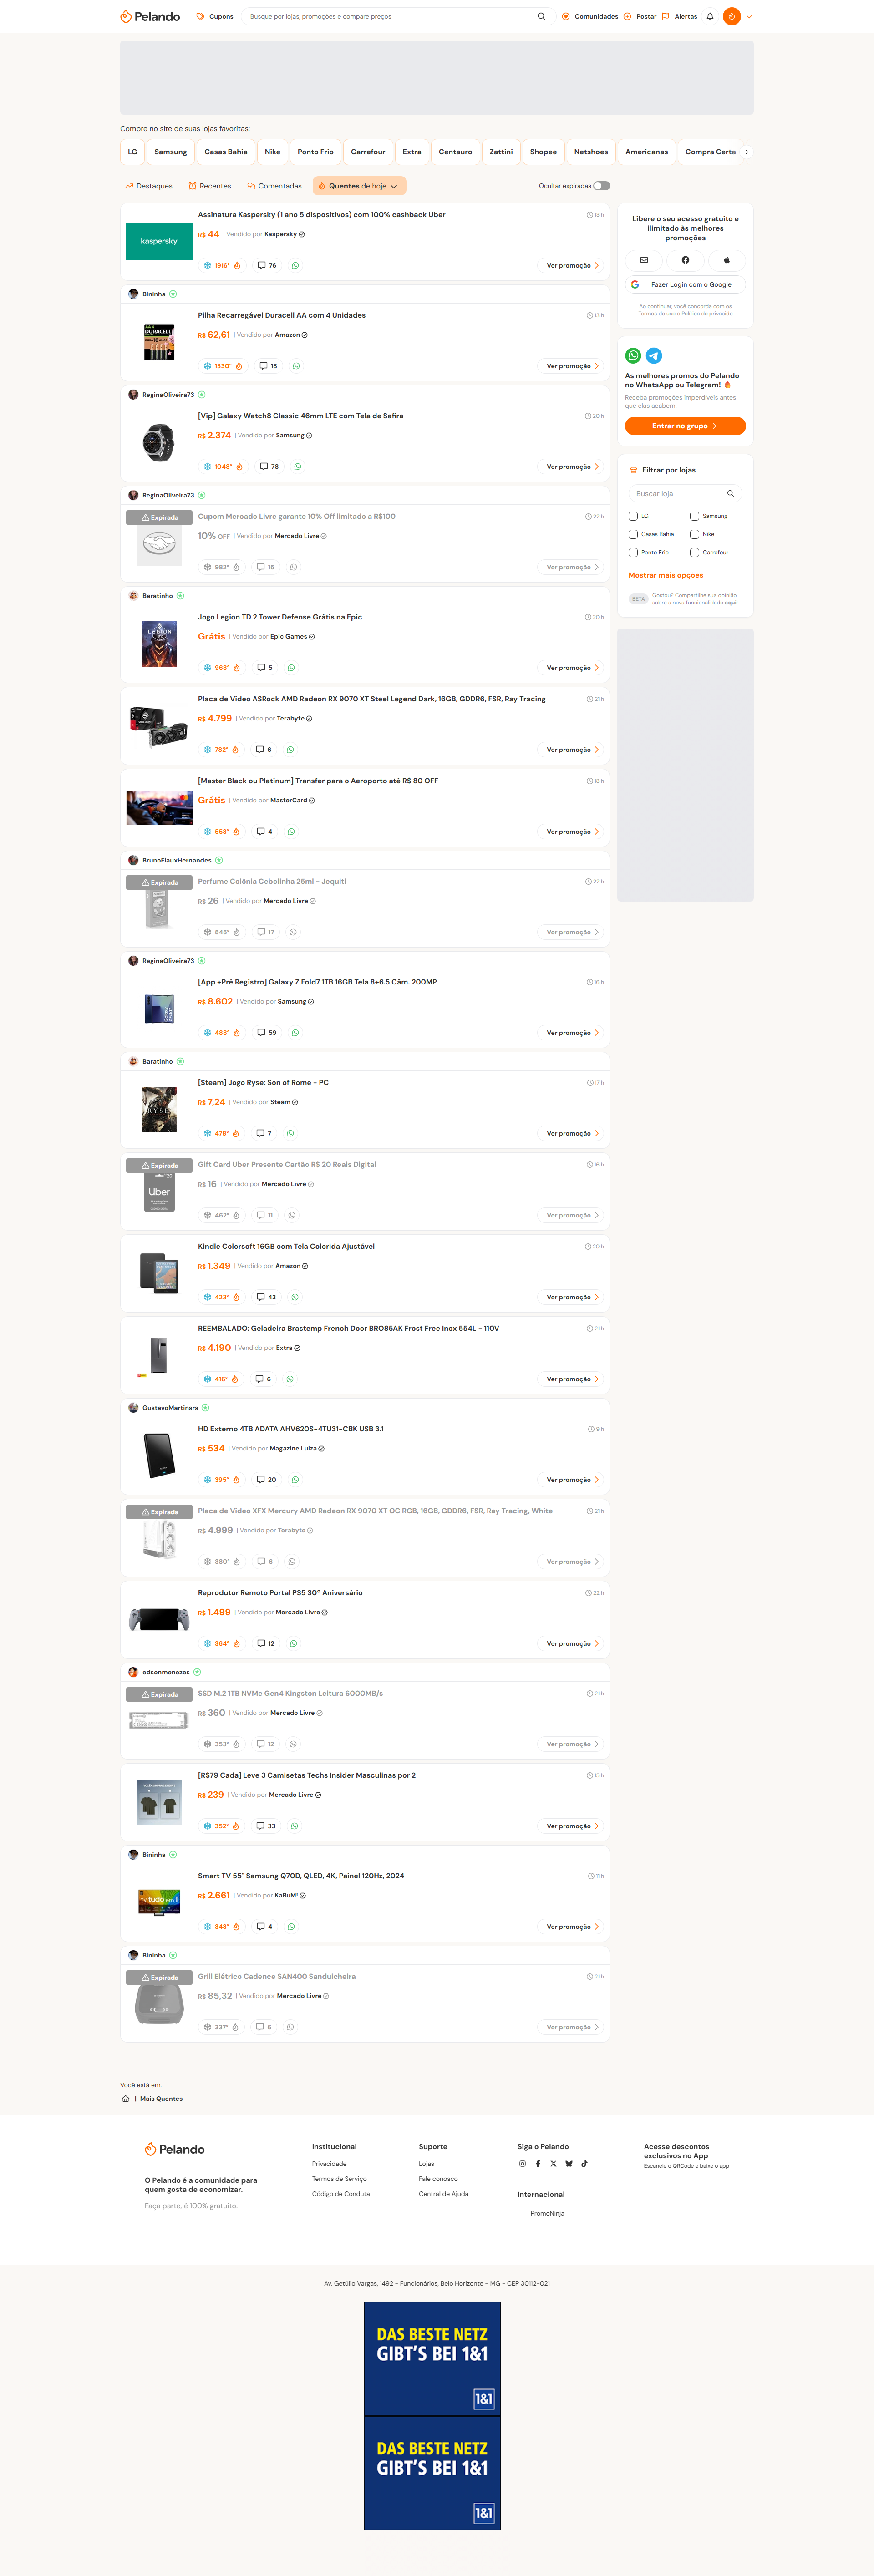 Pelando
Cupons
Busque por lojas, promoções e compare preços
Comunidades
Postar
Alertas
Compre no site de suas lojas favoritas:
LG
Samsung
Casas Bahia
Nike
Ponto Frio
Carrefour
Extra
Centauro
Zattini
Shopee
Netshoes
Americanas
Compra Certa
Destaques
Recentes
Comentadas
Quentes de hoje
Ocultar expiradas
kaspersky
Assinatura Kaspersky (1 ano 5 dispositivos) com 100% cashback Uber
13 h
R$ 44 | Vendido por Kaspersky
1916° 76
Ver promoção
Bininha
Pilha Recarregável Duracell AA com 4 Unidades
13 h
R$ 62,61 | Vendido por Amazon
1330° 18
Ver promoção
ReginaOliveira73
[Vip] Galaxy Watch8 Classic 46mm LTE com Tela de Safira
20 h
R$ 2.374 | Vendido por Samsung
1048° 78
Ver promoção
ReginaOliveira73
Expirada
Cupom Mercado Livre garante 10% Off limitado a R$100
22 h
10% OFF | Vendido por Mercado Livre
982° 15
Ver promoção
Baratinho
Jogo Legion TD 2 Tower Defense Grátis na Epic
20 h
Grátis | Vendido por Epic Games
968° 5
Ver promoção
Placa de Vídeo ASRock AMD Radeon RX 9070 XT Steel Legend Dark, 16GB, GDDR6, FSR, Ray Tracing
21 h
R$ 4.799 | Vendido por Terabyte
782° 6
Ver promoção
[Master Black ou Platinum] Transfer para o Aeroporto até R$ 80 OFF
18 h
Grátis | Vendido por MasterCard
553° 4
Ver promoção
BrunoFiauxHernandes
Expirada
Perfume Colônia Cebolinha 25ml - Jequiti
22 h
R$ 26 | Vendido por Mercado Livre
545° 17
Ver promoção
ReginaOliveira73
[App +Pré Registro] Galaxy Z Fold7 1TB 16GB Tela 8+6.5 Câm. 200MP
16 h
R$ 8.602 | Vendido por Samsung
488° 59
Ver promoção
Baratinho
[Steam] Jogo Ryse: Son of Rome - PC
17 h
R$ 7,24 | Vendido por Steam
478° 7
Ver promoção
Expirada
Uber
Gift Card Uber Presente Cartão R$ 20 Reais Digital
16 h
R$ 16 | Vendido por Mercado Livre
462° 11
Ver promoção
Kindle Colorsoft 16GB com Tela Colorida Ajustável
20 h
R$ 1.349 | Vendido por Amazon
423° 43
Ver promoção
REEMBALADO: Geladeira Brastemp French Door BRO85AK Frost Free Inox 554L - 110V
21 h
R$ 4.190 | Vendido por Extra
416° 6
Ver promoção
GustavoMartinsrs
HD Externo 4TB ADATA AHV620S-4TU31-CBK USB 3.1
9 h
R$ 534 | Vendido por Magazine Luiza
395° 20
Ver promoção
Expirada
Placa de Vídeo XFX Mercury AMD Radeon RX 9070 XT OC RGB, 16GB, GDDR6, FSR, Ray Tracing, White
21 h
R$ 4.999 | Vendido por Terabyte
380° 6
Ver promoção
Reprodutor Remoto Portal PS5 30º Aniversário
22 h
R$ 1.499 | Vendido por Mercado Livre
364° 12
Ver promoção
edsonmenezes
Expirada
SSD M.2 1TB NVMe Gen4 Kingston Leitura 6000MB/s
21 h
R$ 360 | Vendido por Mercado Livre
353° 12
Ver promoção
[R$79 Cada] Leve 3 Camisetas Techs Insider Masculinas por 2
15 h
R$ 239 | Vendido por Mercado Livre
352° 33
Ver promoção
Bininha
Smart TV 55" Samsung Q70D, QLED, 4K, Painel 120Hz, 2024
11 h
R$ 2.661 | Vendido por KaBuM!
343° 4
Ver promoção
Bininha
Expirada
Grill Elétrico Cadence SAN400 Sanduicheira
21 h
R$ 85,32 | Vendido por Mercado Livre
337° 6
Ver promoção
Libere o seu acesso gratuito e
ilimitado às melhores
promoções
Fazer Login com o Google
Ao continuar, você concorda com os
Termos de uso e Política de privacide
As melhores promos do Pelando
no WhatsApp ou Telegram!
Receba promoções imperdíveis antes
que elas acabem!
Entrar no grupo
Filtrar por lojas
Buscar loja
LG
Samsung
Casas Bahia
Nike
Ponto Frio
Carrefour
Mostrar mais opções
BETA
Gostou? Compartilhe sua opinião
sobre a nova funcionalidade aqui!
Você está em:
| Mais Quentes
Pelando
O Pelando é a comunidade para
quem gosta de economizar.
Faça parte, é 100% gratuito.
Institucional
Privacidade
Termos de Serviço
Código de Conduta
Suporte
Lojas
Fale conosco
Central de Ajuda
Siga o Pelando
Internacional
PromoNinja
Acesse descontos
exclusivos no App
Escaneie o QRCode e baixe o app
Av. Getúlio Vargas, 1492 - Funcionários, Belo Horizonte - MG - CEP 30112-021
DAS BESTE NETZ
GIBT'S BEI 1&1
1&1
DAS BESTE NETZ
GIBT'S BEI 1&1
1&1